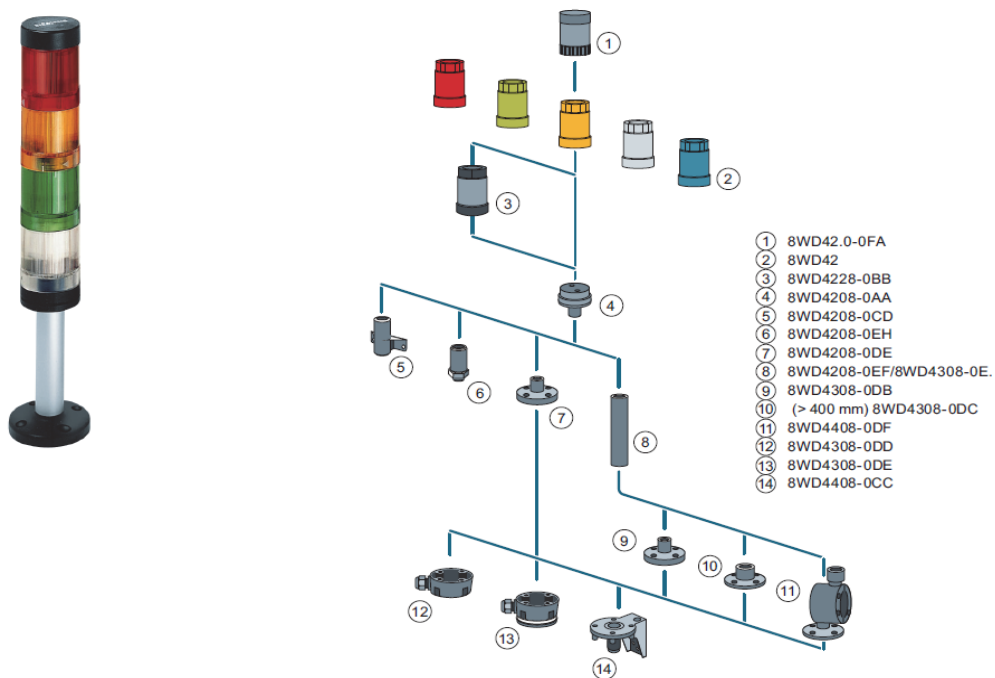 1
2
3
4
5
6
7
8
9
10
11
12
13
14
1 8WD42.0-0FA
2 8WD42
3 8WD4228-0BB
4 8WD4208-0AA
5 8WD4208-0CD
6 8WD4208-0EH
7 8WD4208-0DE
8 8WD4208-0EF/8WD4308-0E.
9 8WD4308-0DB
10 (> 400 mm) 8WD4308-0DC
11 8WD4408-0DF
12 8WD4308-0DD
13 8WD4308-0DE
14 8WD4408-0CC